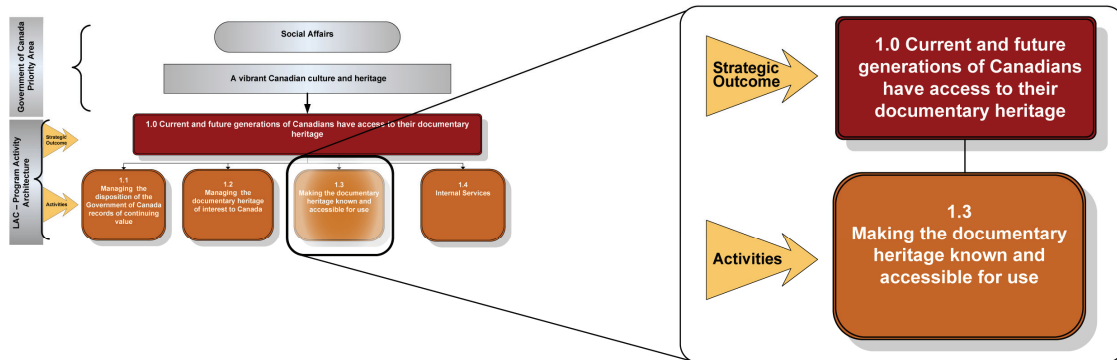 Government of Canada
Priority Area
Social Affairs
A vibrant Canadian culture and heritage
LAC – Program Activity
Architecture
Strategic
Outcome
1.0 Current and future generations of Canadians have access to their documentary
heritage
Activities
1.1
Managing the
disposition of the
Government of Canada
records of continuing
value
1.2
Managing the
documentary heritage
of interest to Canada
1.3
Making the documentary
heritage known and
accessible for use
1.4
Internal Services
Strategic
Outcome
1.0 Current and future
generations of Canadians
have access to their
documentary heritage
Activities
1.3
Making the documentary
heritage known and
accessible for use